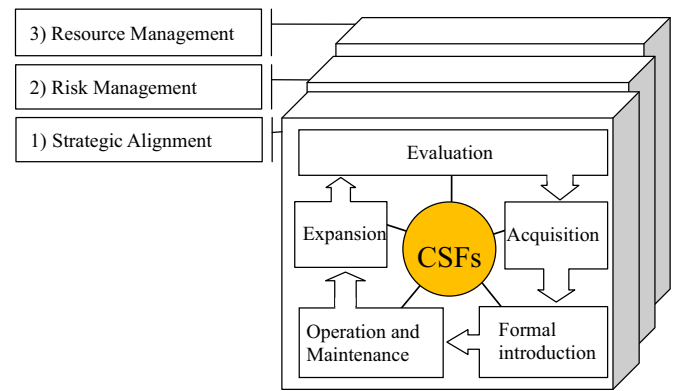 3) Resource Management
2) Risk Management
1) Strategic Alignment
Evaluation
Expansion
Acquisition
CSFs
Operation and
Maintenance
Formal
introduction